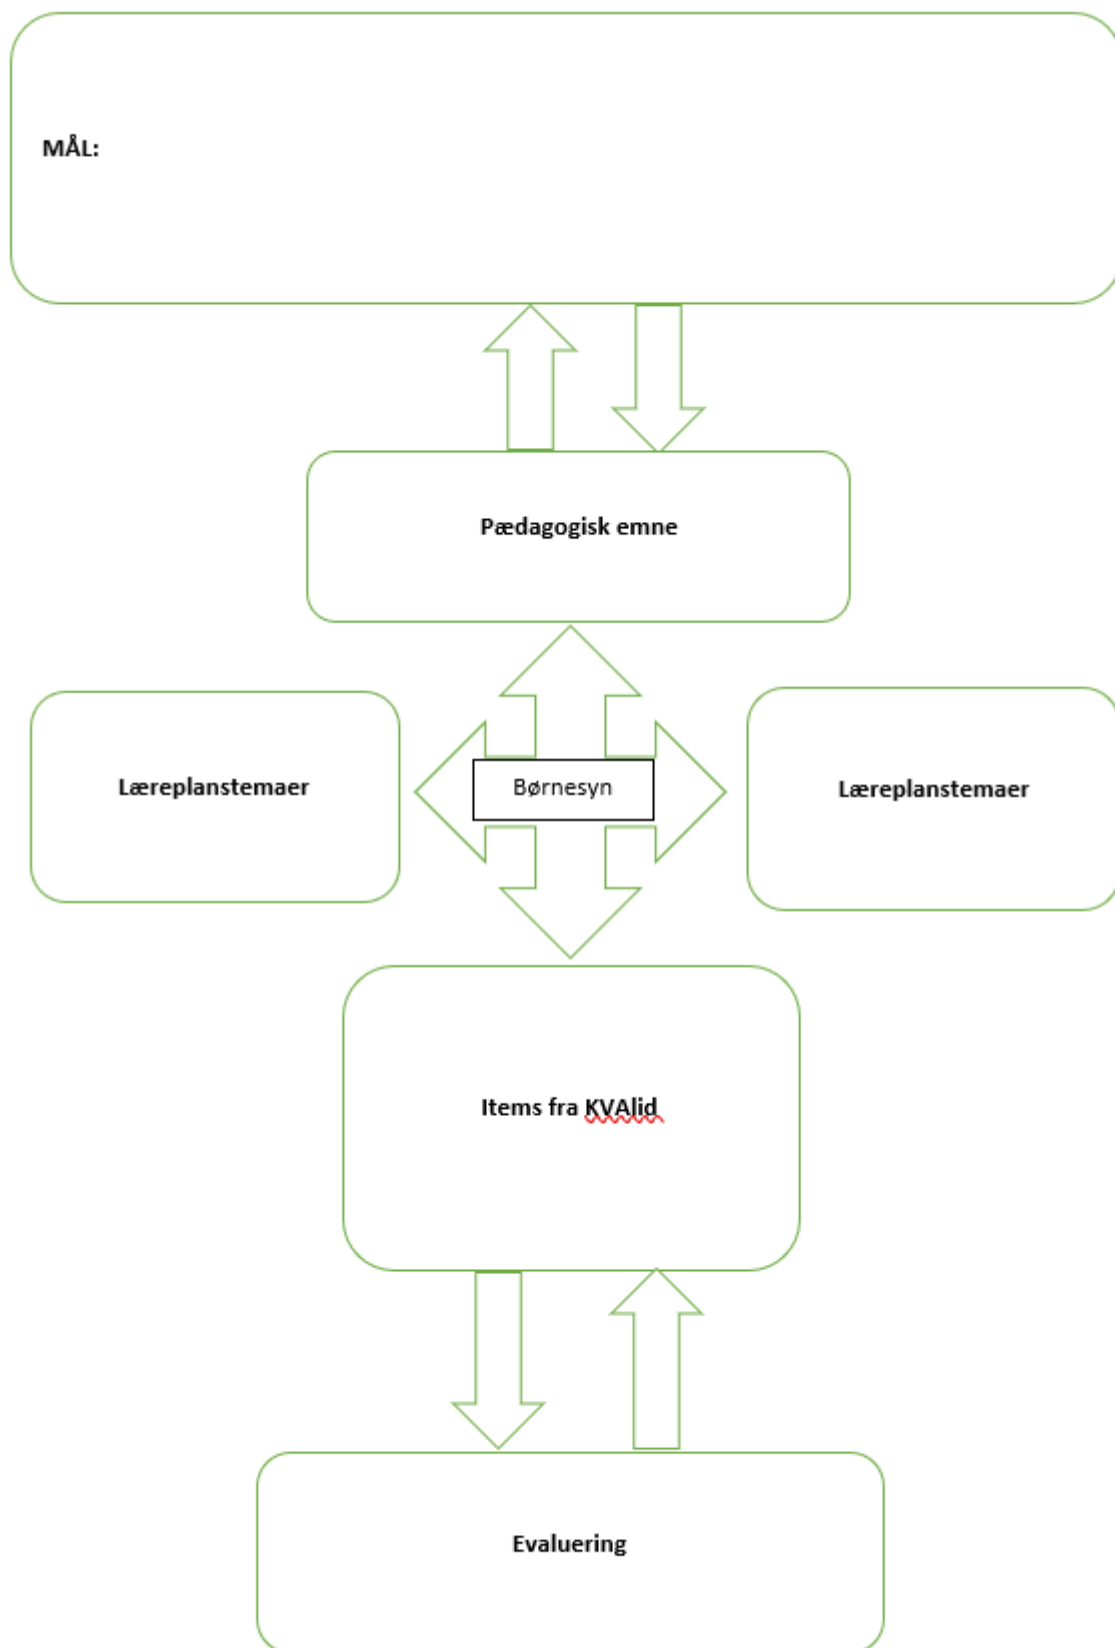 MÅL:
Pædagogisk emne
Læreplanstemaer
Børnesyn
Læreplanstemaer
Items fra KVAlid
Evaluering